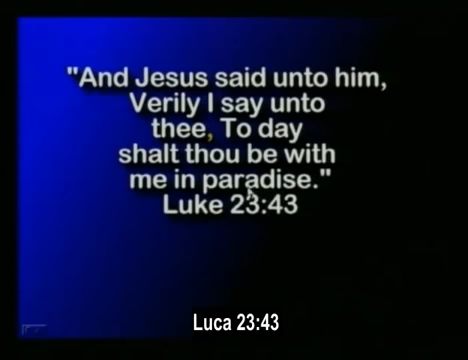 "And Jesus said unto him,
Verily I say unto
thee, To day
shalt thou be with
me in paradise."
Luke 23:43
Luca 23:43